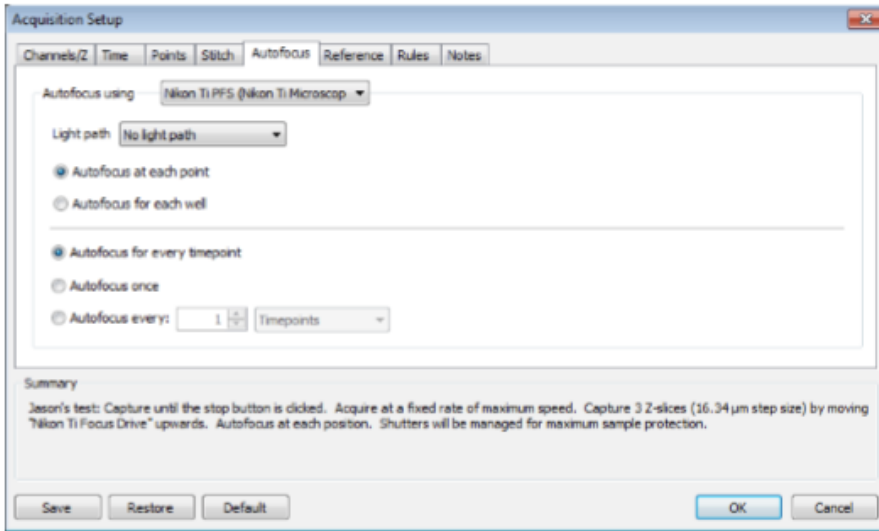 Acquisition Setup
Channels/Z Time Points Stitch Autofocus Reference Rules Notes
Autofocus using Nikon Ti PFS (Nikon Ti Microscop
Light path No light path
Autofocus at each point
Autofocus for each well
Autofocus for every timepoint
Autofocus once
Autofocus every: 1 Timepoints
Summary
Jason's test: Capture until the stop button is clicked. Acquire at a fixed rate of maximum speed. Capture 3 Z-slices (16.34 µm step size) by moving
"Nikon Ti Focus Drive" upwards. Autofocus at each position. Shutters will be managed for maximum sample protection.
Save Restore Default OK Cancel